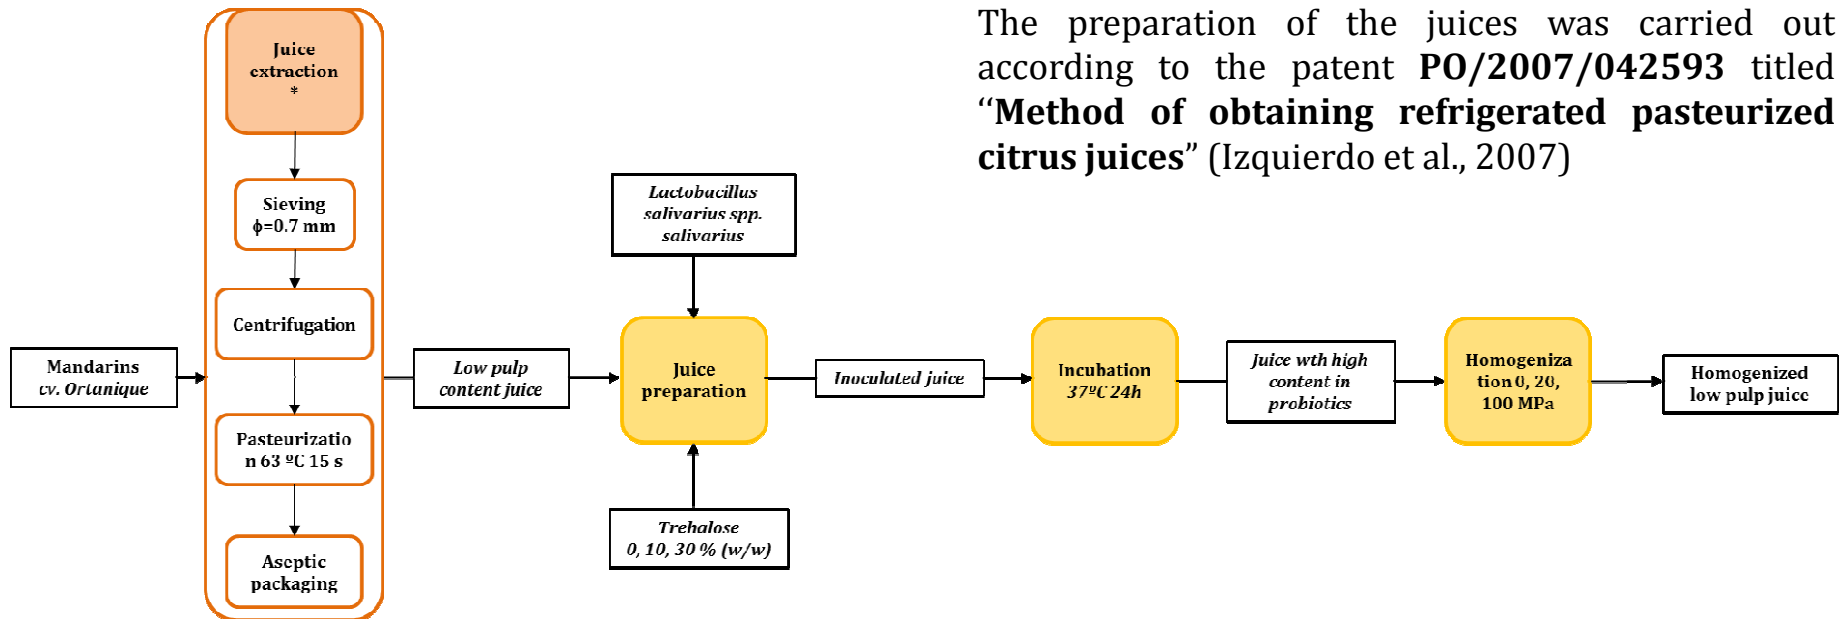 The preparation of the juices was carried out
according to the patent PO/2007/042593 titled
‘‘Method of obtaining refrigerated pasteurized
citrus juices” (Izquierdo et al., 2007)
Juice
extraction
*
Sieving
ϕ=0.7 mm
Centrifugation
Pasteurizatio
n 63 ºC 15 s
Aseptic
packaging
Mandarins
cv. Ortanique
Low pulp
content juice
Lactobacillus
salivarius spp.
salivarius
Juice
preparation
Trehalose
0, 10, 30 % (w/w)
Inoculated juice
Incubation
37ºC 24h
Juice wth high
content in
probiotics
Homogeniza
tion 0, 20,
100 MPa
Homogenized
low pulp juice